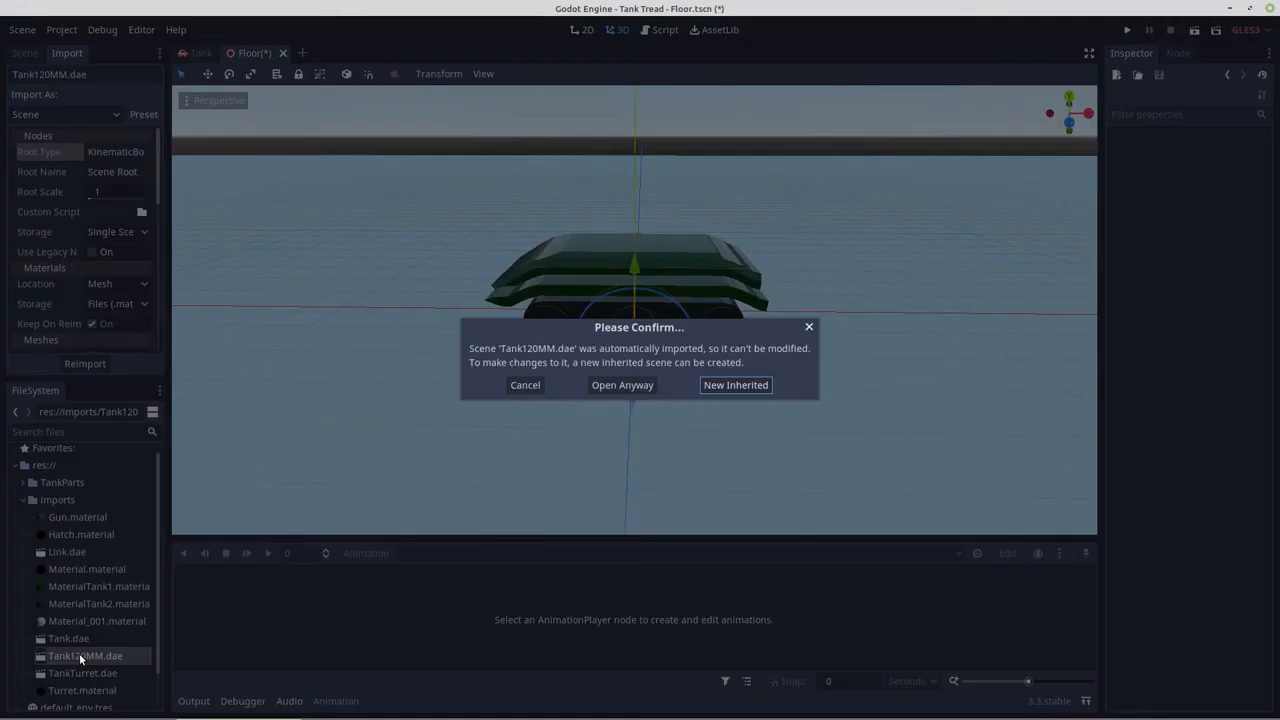 Godot Engine - Tank Tread - Floor.tscn (*)
Scene Project Debug Editor Help
2D 3D Script AssetLib
GLES3
Scene Import
Tank Floor(*)
Inspector Node
Tank120MM.dae
Transform View
Import As:
Perspective
Scene Preset
Filter properties
Nodes
Root Type KinematicBo
Root Name Scene Root
Root Scale 1
Custom Script
Storage Single Sce
Use Legacy N On
Materials
Location Mesh
Storage Files (.mat
Keep On Reim On
Meshes
Reimport
Please Confirm...
Scene 'Tank120MM.dae' was automatically imported, so it can't be modified.
To make changes to it, a new inherited scene can be created.
Cancel Open Anyway New Inherited
FileSystem
res://Imports/Tank120
Search files
Favorites:
res://
TankParts
Imports
Gun.material
Hatch.material
Link.dae
Material.material
MaterialTank1.materia
MaterialTank2.materia
Material_001.material
Tank.dae
Tank120MM.dae
TankTurret.dae
Turret.material
default_env.tres
0 Animation Edit
Select an AnimationPlayer node to create and edit animations.
Snap: 0 Seconds
Output Debugger Audio Animation 3.3.stable